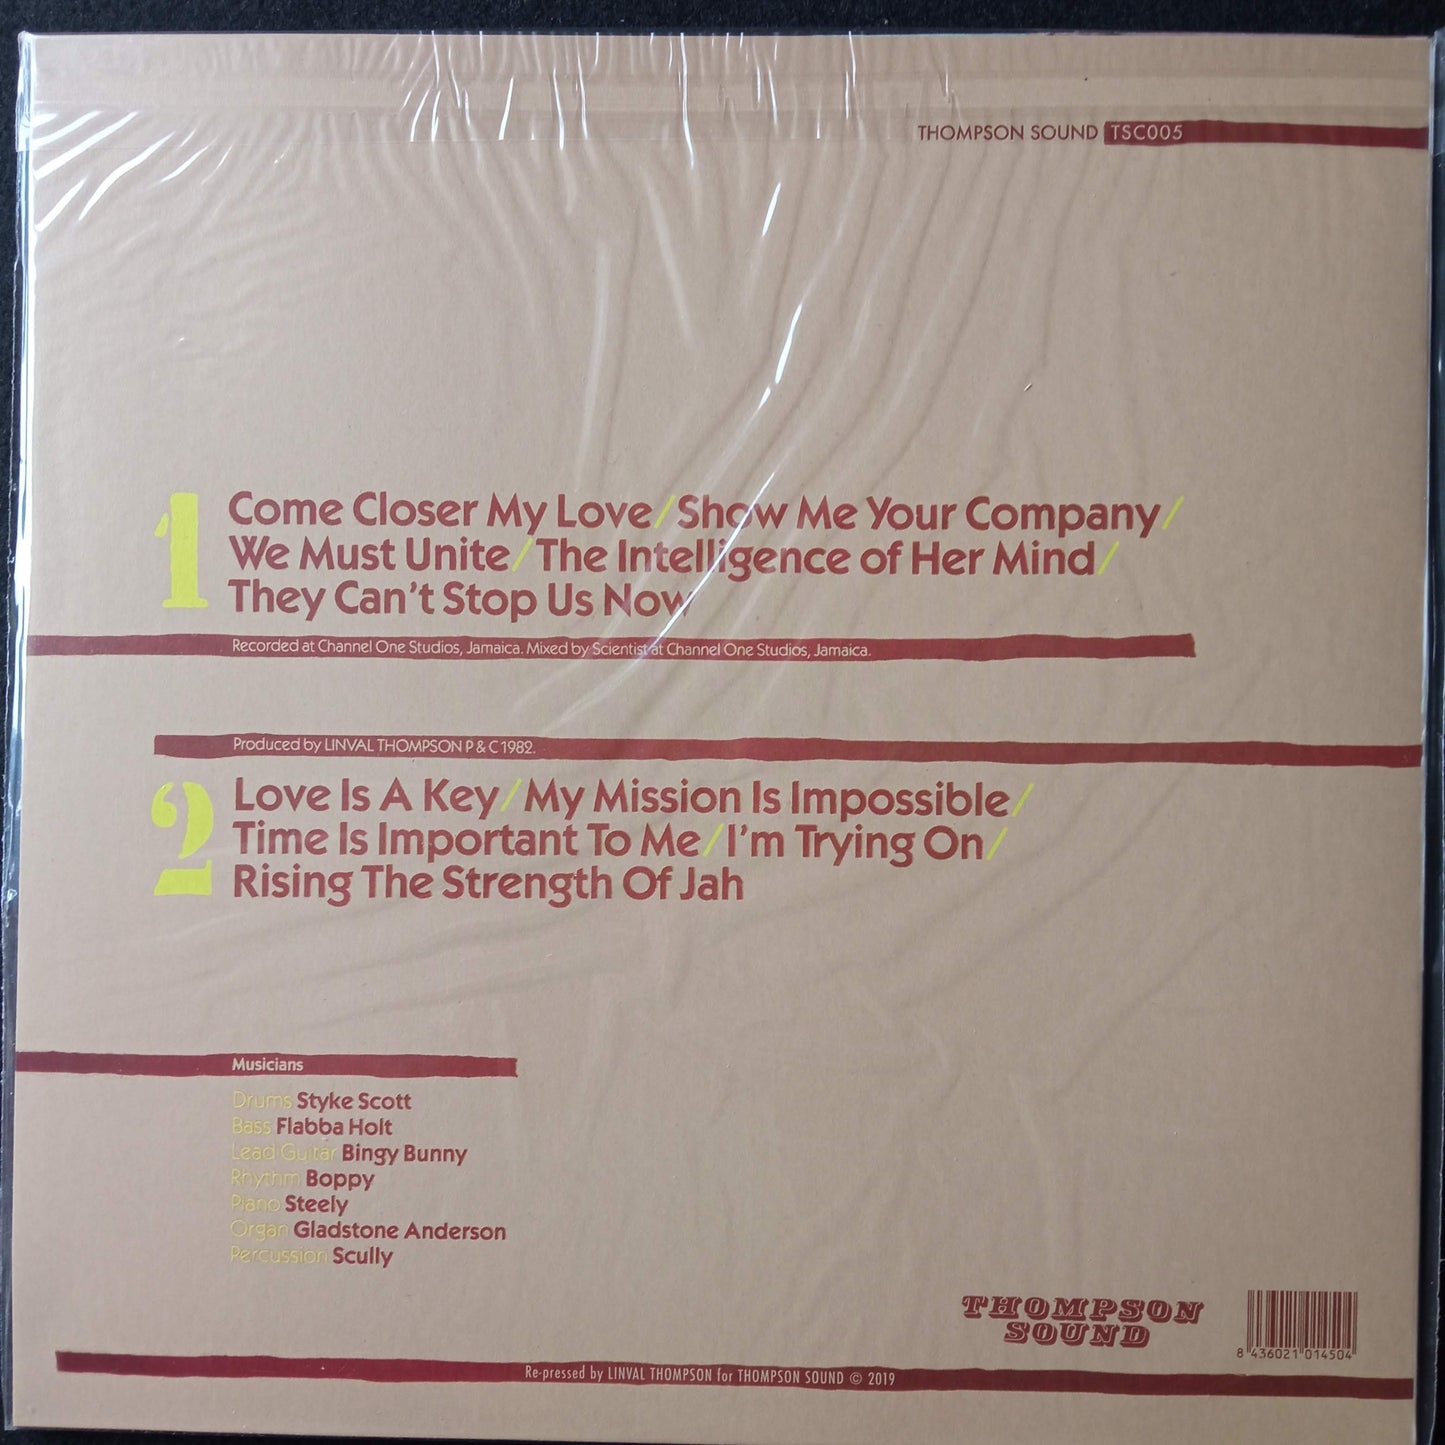 THOMPSON SOUND TSC005
1
Come Closer My Love/Show Me Your Company/
We Must Unite/The Intelligence of Her Mind/
They Can't Stop Us Now
Recorded at Channel One Studios, Jamaica. Mixed by Scientist at Channel One Studios, Jamaica.
Produced by LINVAL THOMPSON P & C 1982.
2
Love Is A Key/My Mission Is Impossible/
Time Is Important To Me/I'm Trying On/
Rising The Strength Of Jah
Musicians
Drums Styke Scott
Bass Flabba Holt
Lead Guitar Bingy Bunny
Rhythm Boppy
Piano Steely
Organ Gladstone Anderson
Percussion Scully
THOMPSON
SOUND
8 436021 014504
Re-pressed by LINVAL THOMPSON for THOMPSON SOUND © 2019